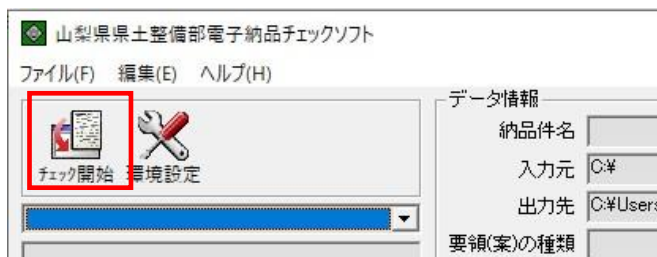 山梨県県土整備部電子納品チェックソフト
ファイル(F) 編集(E) ヘルプ(H)
チェック開始 環境設定
データ情報
納品件名
入力元 C:¥
出力先 C:¥Users
要領(案)の種類